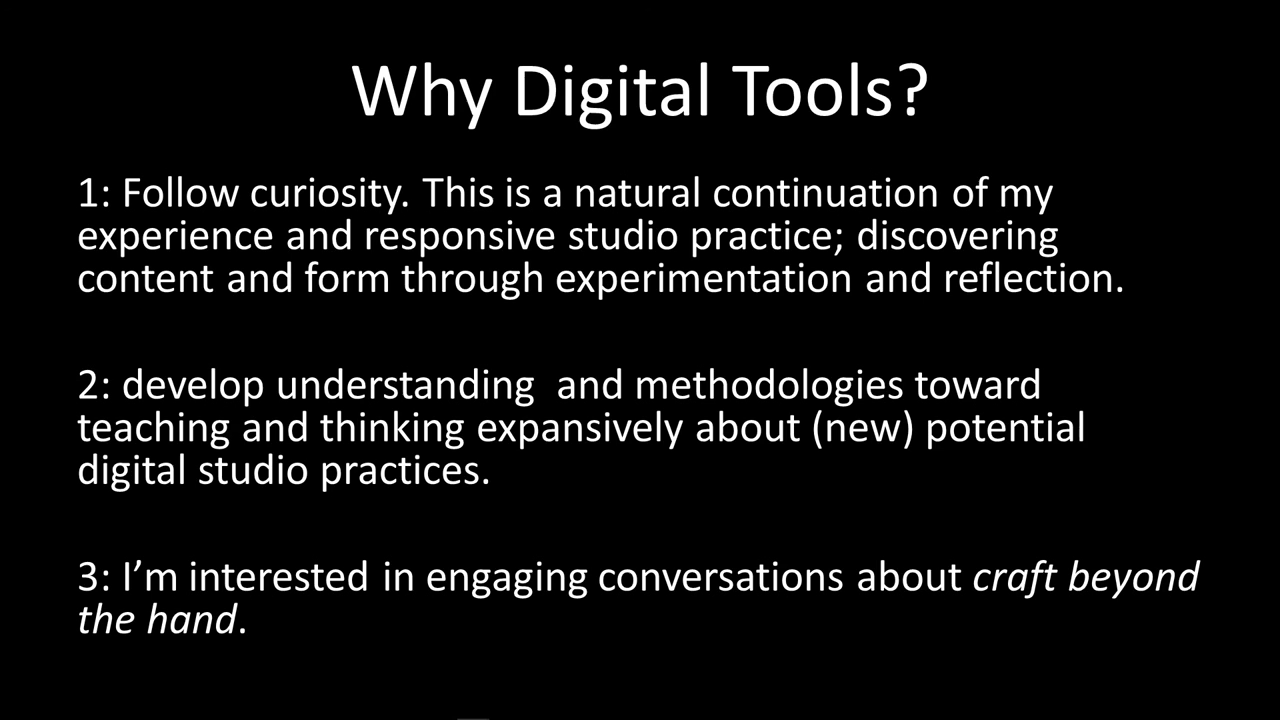 Why Digital Tools?
1: Follow curiosity. This is a natural continuation of my
experience and responsive studio practice; discovering
content and form through experimentation and reflection.
2: develop understanding  and methodologies toward
teaching and thinking expansively about (new) potential
digital studio practices.
3: I’m interested in engaging conversations about craft beyond
the hand.